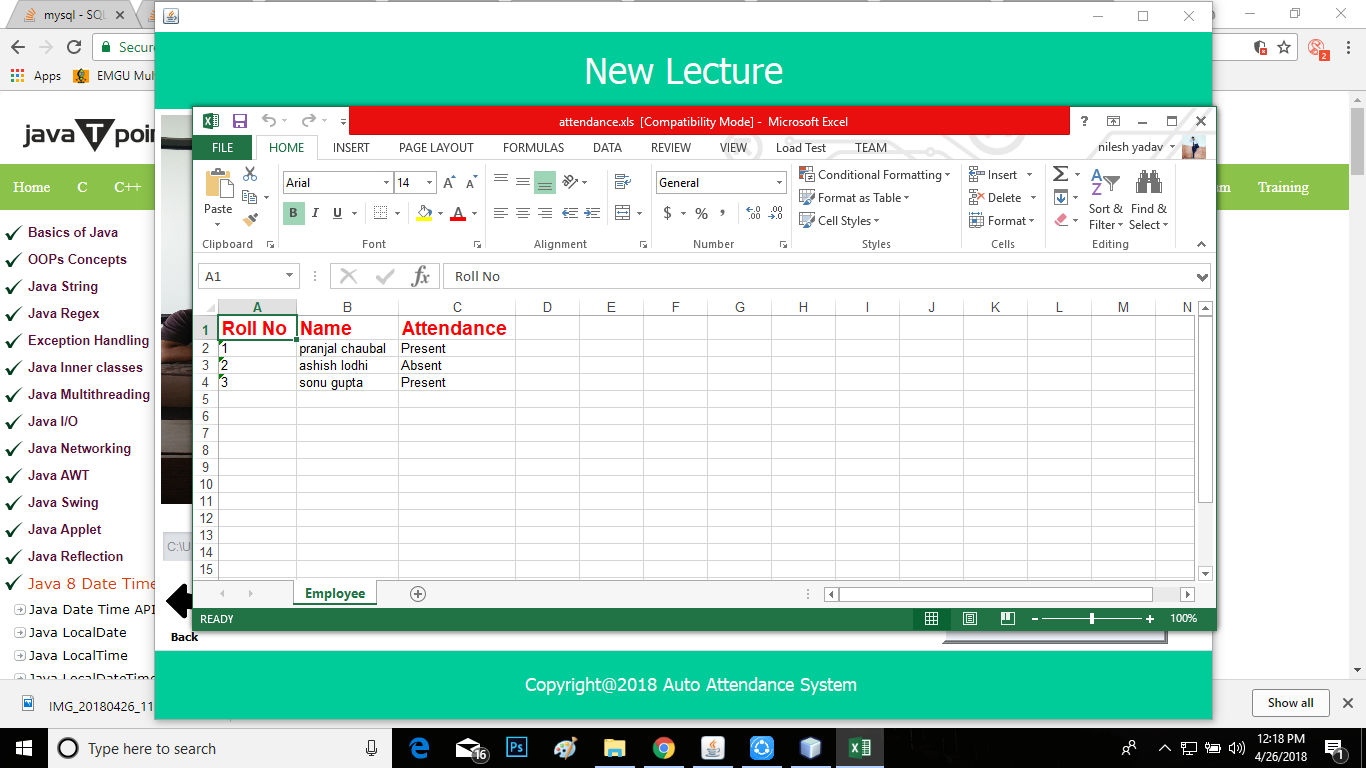 mysql - SQL
Secure
Apps
EMGU Mul
2
New Lecture
java T poin
Home C C++
Training
Basics of Java
OOPs Concepts
Java String
Java Regex
Exception Handling
Java Inner classes
Java Multithreading
Java I/O
Java Networking
Java AWT
Java Swing
Java Applet
Java Reflection
Java 8 Date Time
Java Date Time API
Java LocalDate
Java LocalTime
Java LocalDateTime
attendance.xls [Compatibility Mode] - Microsoft Excel
FILE HOME INSERT PAGE LAYOUT FORMULAS DATA REVIEW VIEW Load Test TEAM
nilesh yadav
Paste
Clipboard
Arial 14
B I U
Font
Alignment
General
$ % ,
Number
Conditional Formatting
Format as Table
Cell Styles
Styles
Insert
Delete
Format
Cells
Sort & Filter
Find & Select
Editing
A1 fx Roll No
A B C D E F G H I J K L M N
1 Roll No Name Attendance
2 1 pranjal chaubal Present
3 2 ashish lodhi Absent
4 3 sonu gupta Present
5
6
7
8
9
10
11
12
13
14
15
Employee
READY
100%
C:\U
Back
Copyright@2018 Auto Attendance System
IMG_20180426_11
Show all
Type here to search
16
Ps
12:18 PM
4/26/2018
1